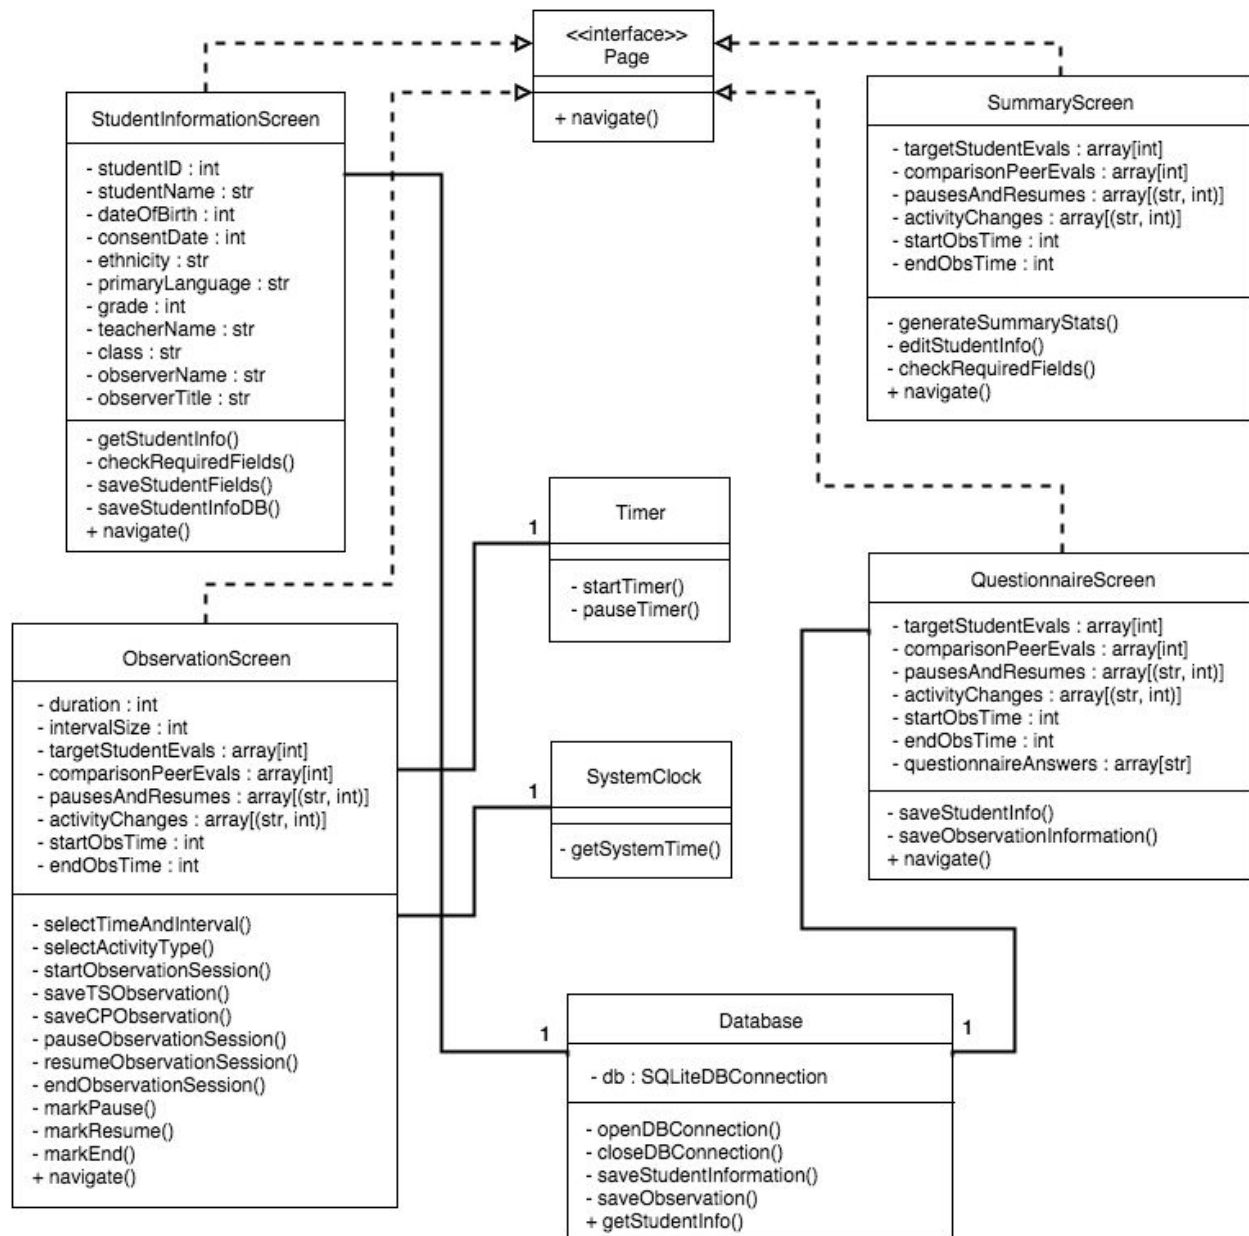 <<interface>>
Page
+ navigate()
StudentInformationScreen
- studentID : int
- studentName : str
- dateOfBirth : int
- consentDate : int
- ethnicity : str
- primaryLanguage : str
- grade : int
- teacherName : str
- class : str
- observerName : str
- observerTitle : str
- getStudentInfo()
- checkRequiredFields()
- saveStudentFields()
- saveStudentInfoDB()
+ navigate()
SummaryScreen
- targetStudentEvals : array[int]
- comparisonPeerEvals : array[int]
- pausesAndResumes : array[(str, int)]
- activityChanges : array[(str, int)]
- startObsTime : int
- endObsTime : int
- generateSummaryStats()
- editStudentInfo()
- checkRequiredFields()
+ navigate()
1
Timer
- startTimer()
- pauseTimer()
QuestionnaireScreen
- targetStudentEvals : array[int]
- comparisonPeerEvals : array[int]
- pausesAndResumes : array[(str, int)]
- activityChanges : array[(str, int)]
- startObsTime : int
- endObsTime : int
- questionnaireAnswers : array[str]
- saveStudentInfo()
- saveObservationInformation()
+ navigate()
ObservationScreen
- duration : int
- intervalSize : int
- targetStudentEvals : array[int]
- comparisonPeerEvals : array[int]
- pausesAndResumes : array[(str, int)]
- activityChanges : array[(str, int)]
- startObsTime : int
- endObsTime : int
- selectTimeAndInterval()
- selectActivityType()
- startObservationSession()
- saveTSObservation()
- saveCPObservation()
- pauseObservationSession()
- resumeObservationSession()
- endObservationSession()
- markPause()
- markResume()
- markEnd()
+ navigate()
1
SystemClock
- getSystemTime()
1
Database
1
- db : SQLiteDBConnection
- openDBConnection()
- closeDBConnection()
- saveStudentInformation()
- saveObservation()
+ getStudentInfo()